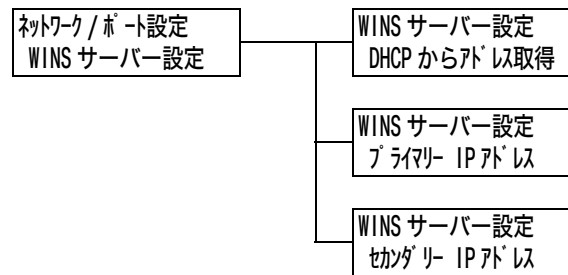 ﾈｯﾄﾜｰｸ / ﾎﾟｰﾄ設定
WINS サーバー設定
WINS サーバー設定
DHCP からｱﾄﾞﾚｽ取得
WINS サーバー設定
ﾌﾟﾗｲﾏﾘｰ IP ｱﾄﾞﾚｽ
WINS サーバー設定
ｾｶﾝﾀﾞﾘｰ IP ｱﾄﾞﾚｽ